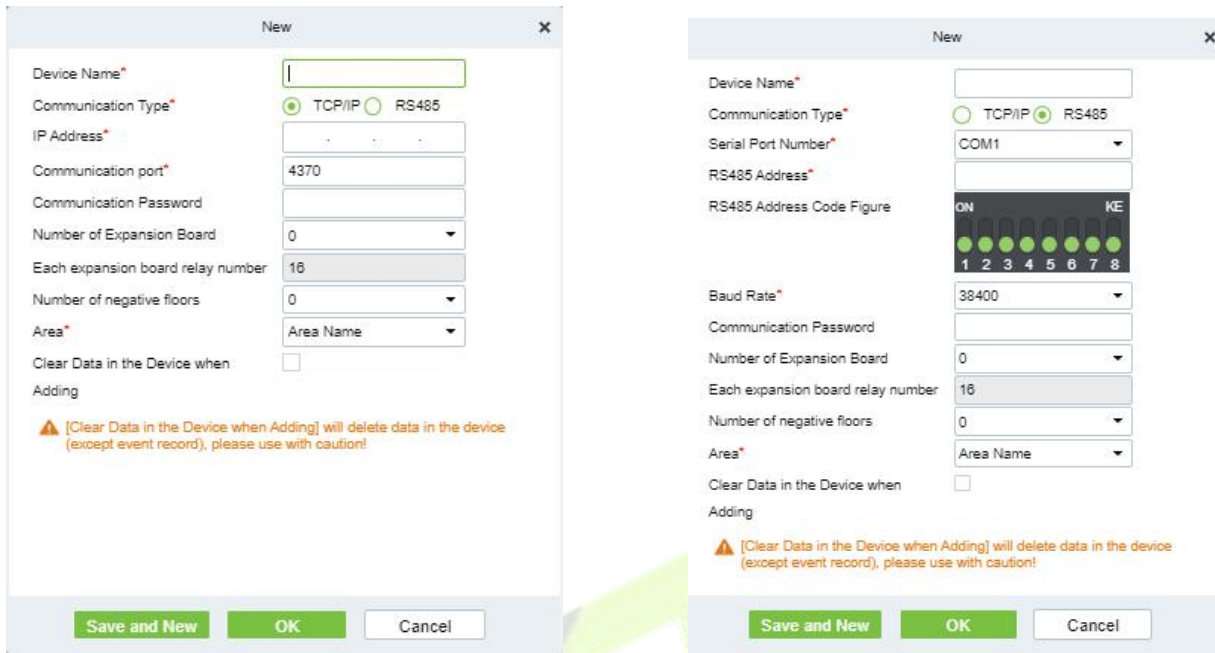 New
Device Name*
Communication Type* TCP/IP RS485
IP Address* . . .
Communication port* 4370
Communication Password
Number of Expansion Board 0
Each expansion board relay number 16
Number of negative floors 0
Area* Area Name
Clear Data in the Device when
Adding
[Clear Data in the Device when Adding] will delete data in the device
(except event record), please use with caution!
Save and New OK Cancel
New
Device Name*
Communication Type* TCP/IP RS485
Serial Port Number* COM1
RS485 Address*
RS485 Address Code Figure ON KE
1 2 3 4 5 6 7 8
Baud Rate* 38400
Communication Password
Number of Expansion Board 0
Each expansion board relay number 16
Number of negative floors 0
Area* Area Name
Clear Data in the Device when
Adding
[Clear Data in the Device when Adding] will delete data in the device
(except event record), please use with caution!
Save and New OK Cancel